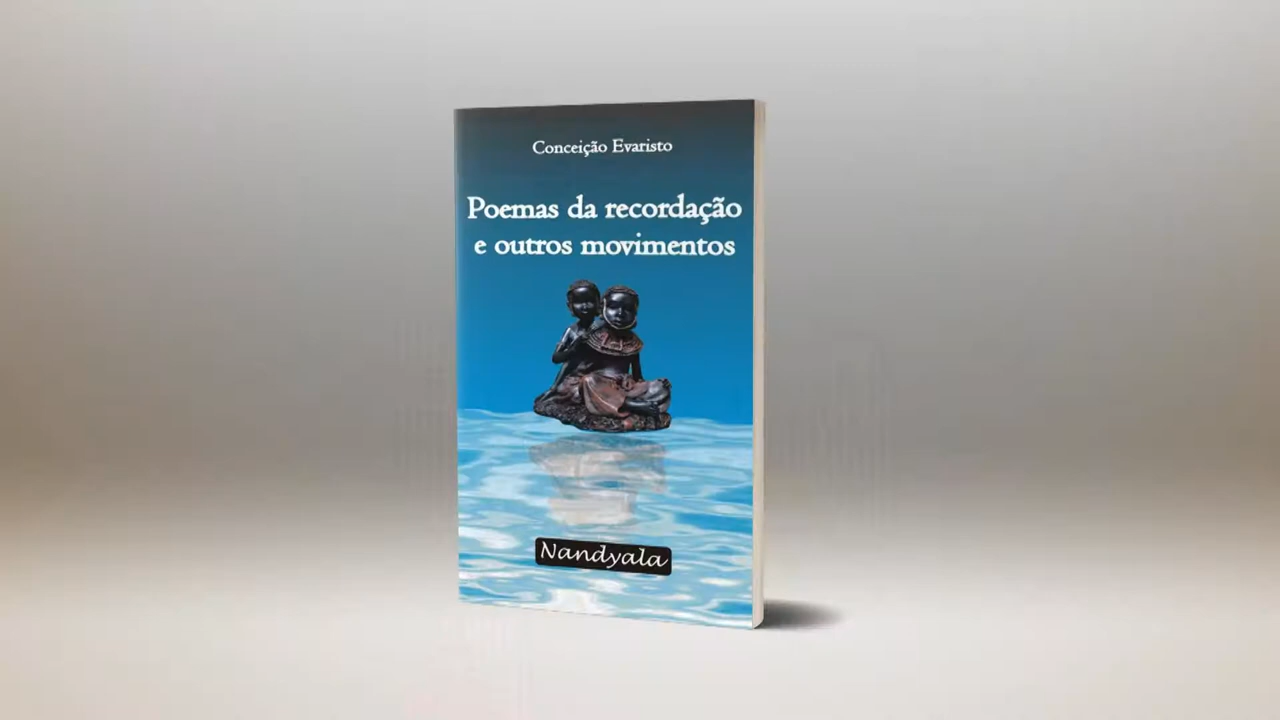 Conceição Evaristo
Poemas da recordação
e outros movimentos
Nandyala